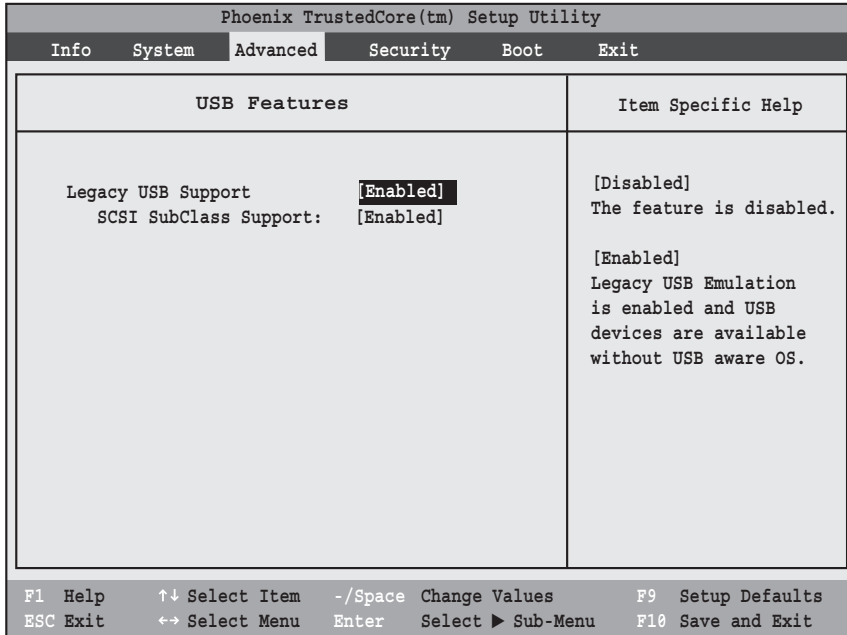 Phoenix TrustedCore(tm) Setup Utility
Info System Advanced Security Boot Exit
USB Features
Item Specific Help
Legacy USB Support [Enabled]
SCSI SubClass Support: [Enabled]
[Disabled]
The feature is disabled.
[Enabled]
Legacy USB Emulation
is enabled and USB
devices are available
without USB aware OS.
F1 Help ↑↓ Select Item -/Space Change Values F9 Setup Defaults
ESC Exit ←→ Select Menu Enter Select ▶ Sub-Menu F10 Save and Exit